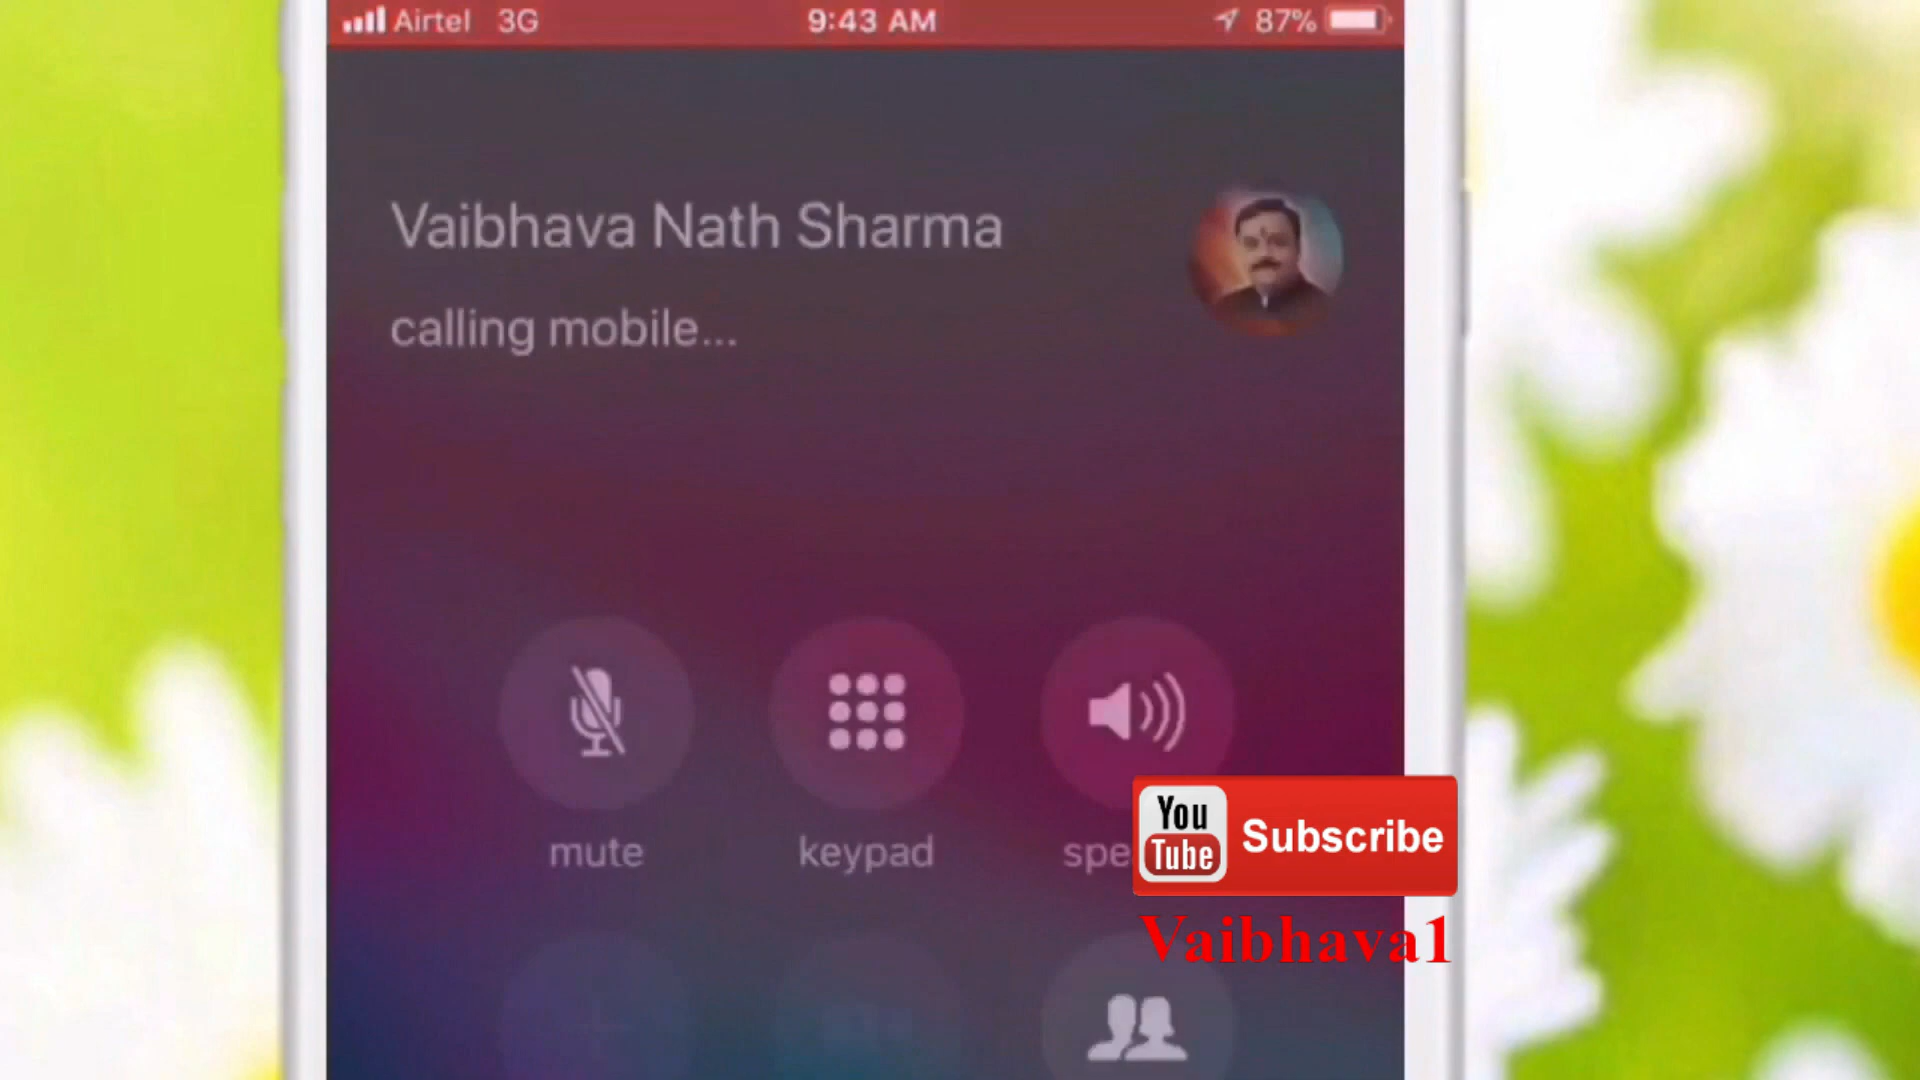 Airtel 3G 9:43 AM 87%
Vaibhava Nath Sharma
calling mobile...
mute keypad spe
You
Tube
Subscribe
Vaibhava1